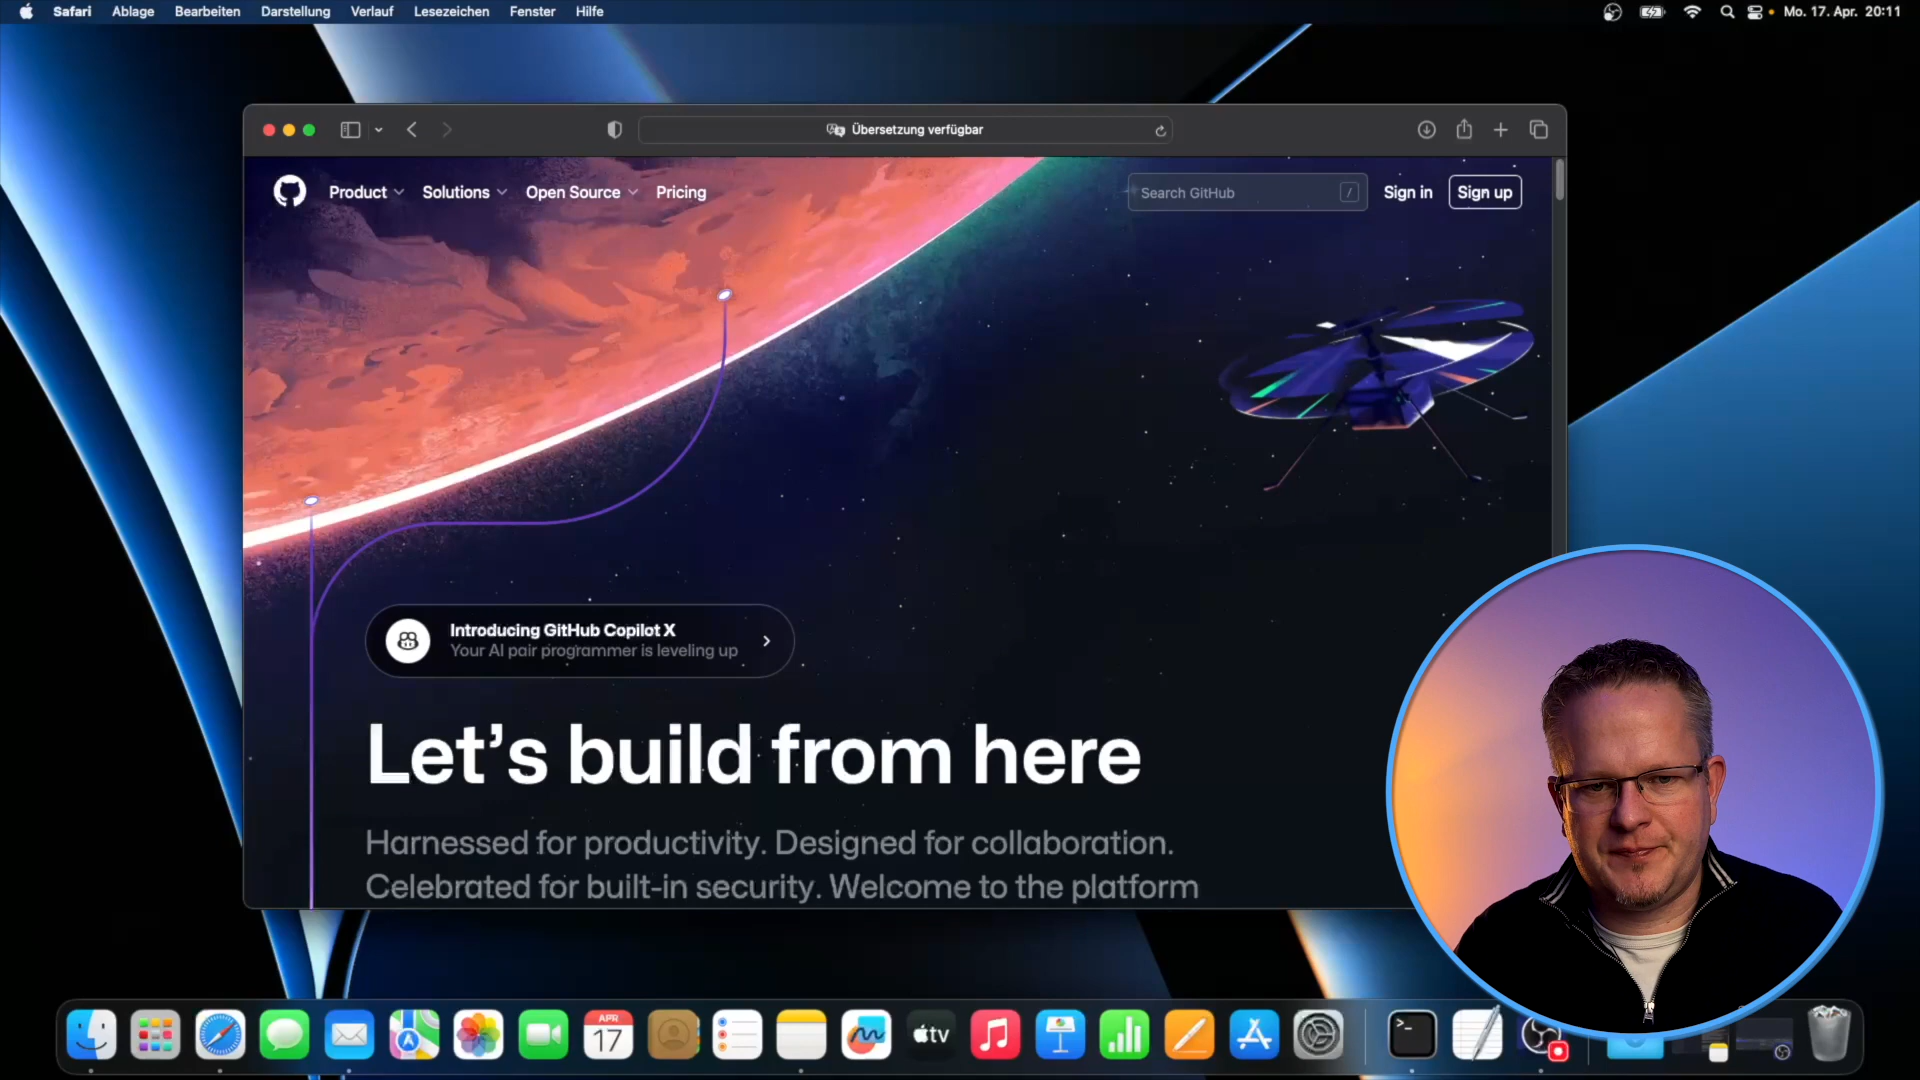 Safari Ablage Bearbeiten Darstellung Verlauf Lesezeichen Fenster Hilfe Mo. 17. Apr. 20:11
Übersetzung verfügbar
Product Solutions Open Source Pricing Search GitHub / Sign in Sign up
Introducing GitHub Copilot X
Your AI pair programmer is leveling up
Let’s build from here
Harnessed for productivity. Designed for collaboration.
Celebrated for built-in security. Welcome to the platform
APR
17
tv
>_